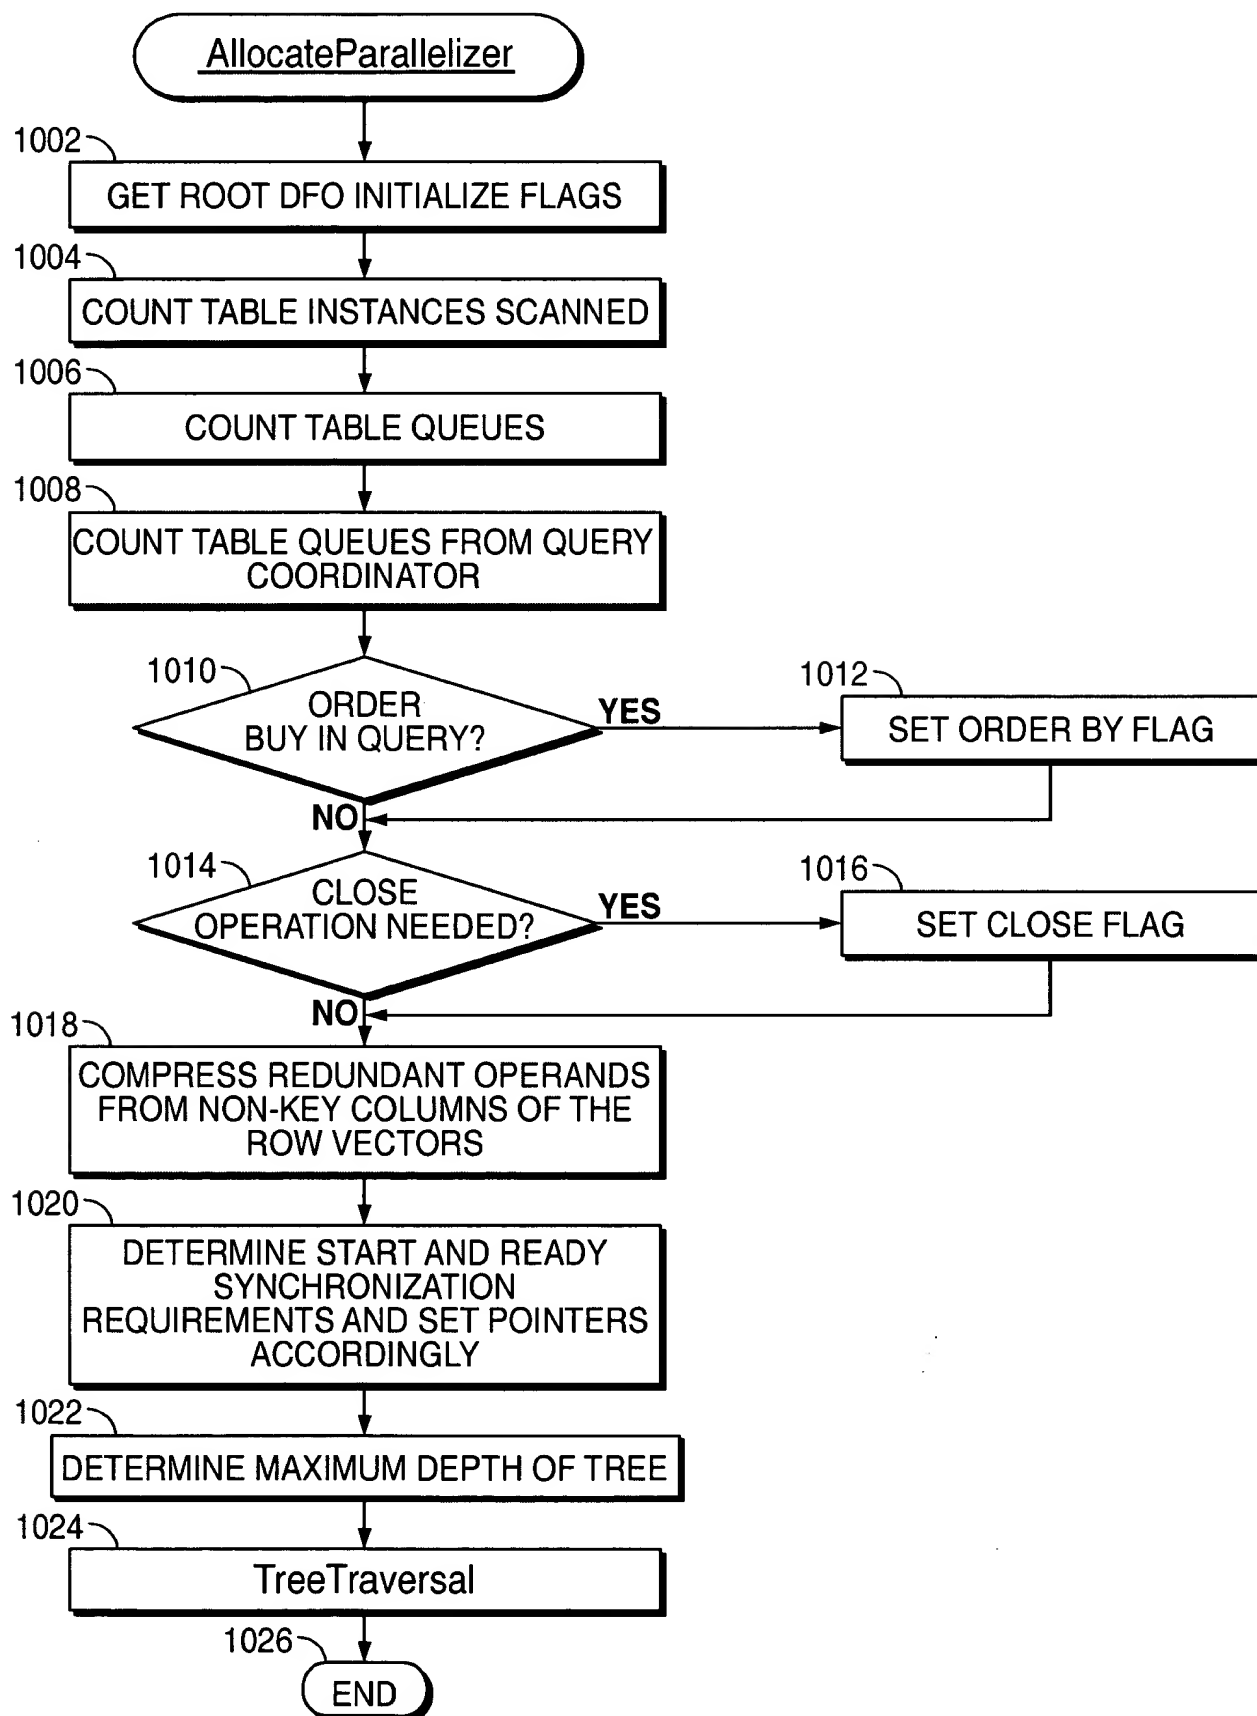 AllocateParallelizer
1002
GET ROOT DFO INITIALIZE FLAGS
1004
COUNT TABLE INSTANCES SCANNED
1006
COUNT TABLE QUEUES
1008
COUNT TABLE QUEUES FROM QUERY
COORDINATOR
1010
ORDER
BUY IN QUERY?
YES
1012
SET ORDER BY FLAG
NO
1014
CLOSE
OPERATION NEEDED?
YES
1016
SET CLOSE FLAG
NO
1018
COMPRESS REDUNDANT OPERANDS
FROM NON-KEY COLUMNS OF THE
ROW VECTORS
1020
DETERMINE START AND READY
SYNCHRONIZATION
REQUIREMENTS AND SET POINTERS
ACCORDINGLY
1022
DETERMINE MAXIMUM DEPTH OF TREE
1024
TreeTraversal
1026
END